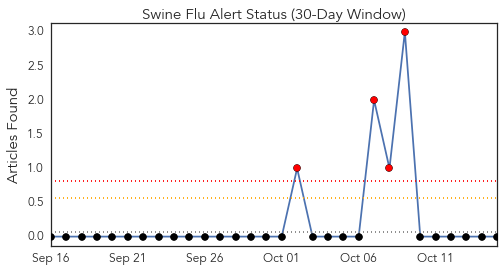 Swine Flu Alert Status (30-Day Window)
Articles Found
3.0
2.5
2.0
1.5
1.0
0.5
0.0
Sep 16 Sep 21 Sep 26 Oct 01 Oct 06 Oct 11